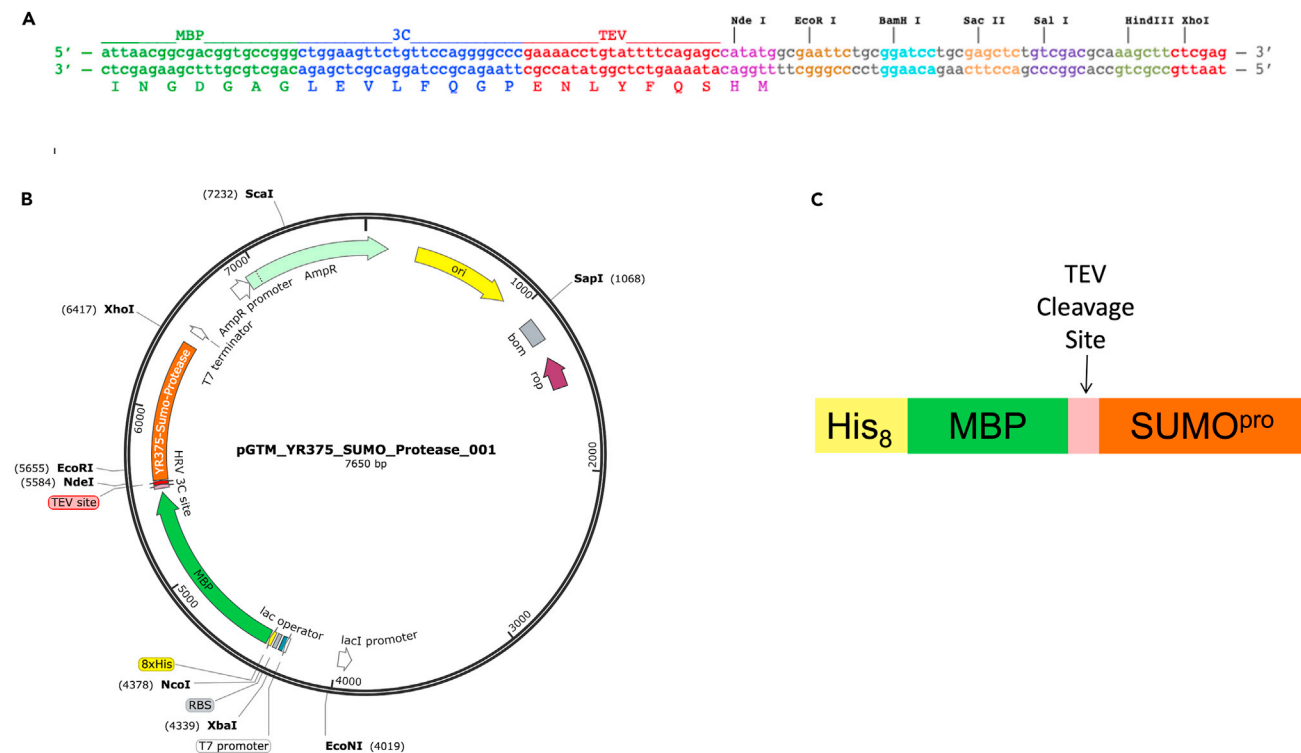 A
MBP 3C TEV Nde I EcoR I BamH I Sac II Sal I HindIII XhoI
5′ – attaacggcgacggtgccgggctggaagttctgttccaggggcccgaaaacctgtattttcagagccatatggcgaattctgcggatcctgcgagctctgtcgacgcaaagcttctcgag – 3′
3′ – ctcgagaagctttgcgtcgacagagctcgcaggatccgcagaattcgccatatggctctgaaaatacaggttttcgggcccctggaacagaacttccagcccggcaccgtcgccgttaat – 5′
I N G D G A G L E V L F Q G P E N L Y F Q S H M
B
(7232) ScaI
7000
AmpR
AmpR promoter
ori
1000
SapI (1068)
(6417) XhoI
T7 terminator
bom
rop
YR375-Sumo-Protease
6000
pGTM_YR375_SUMO_Protease_001
7650 bp
2000
(5655) EcoRI
(5584) NdeI
TEV site
HRV 3C site
MBP
5000
lac operator
lacI promoter
3000
8xHis
(4378) NcoI
RBS
(4339) XbaI
T7 promoter
4000
EcoNI (4019)
C
TEV
Cleavage
Site
His8 MBP SUMOpro